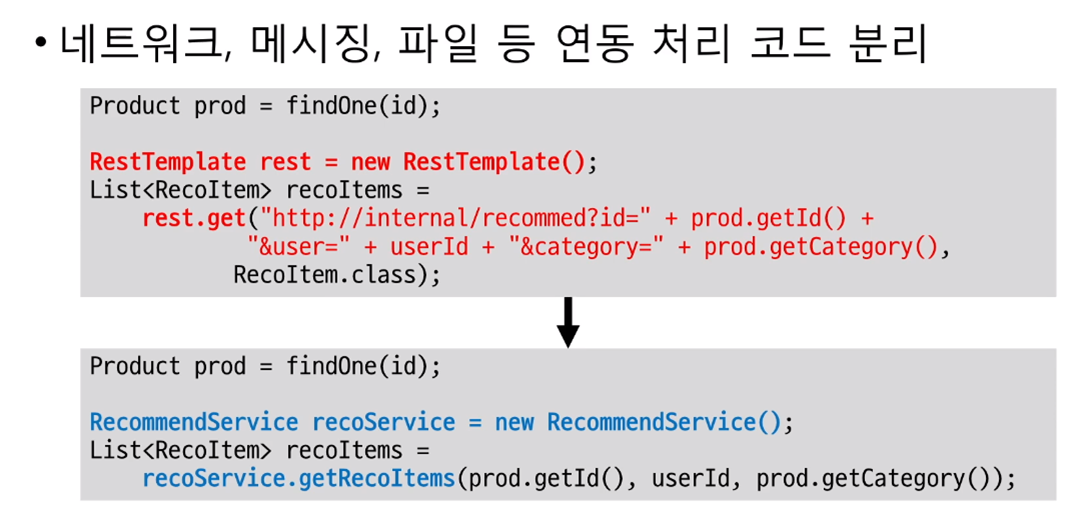 • 네트워크, 메시징, 파일 등 연동 처리 코드 분리
Product prod = findOne(id);
RestTemplate rest = new RestTemplate();
List<RecoItem> recoItems =
rest.get("http://internal/recommed?id=" + prod.getId() +
"&user=" + userId + "&category=" + prod.getCategory(),
RecoItem.class);
Product prod = findOne(id);
RecommendService recoService = new RecommendService();
List<RecoItem> recoItems =
recoService.getRecoItems(prod.getId(), userId, prod.getCategory());